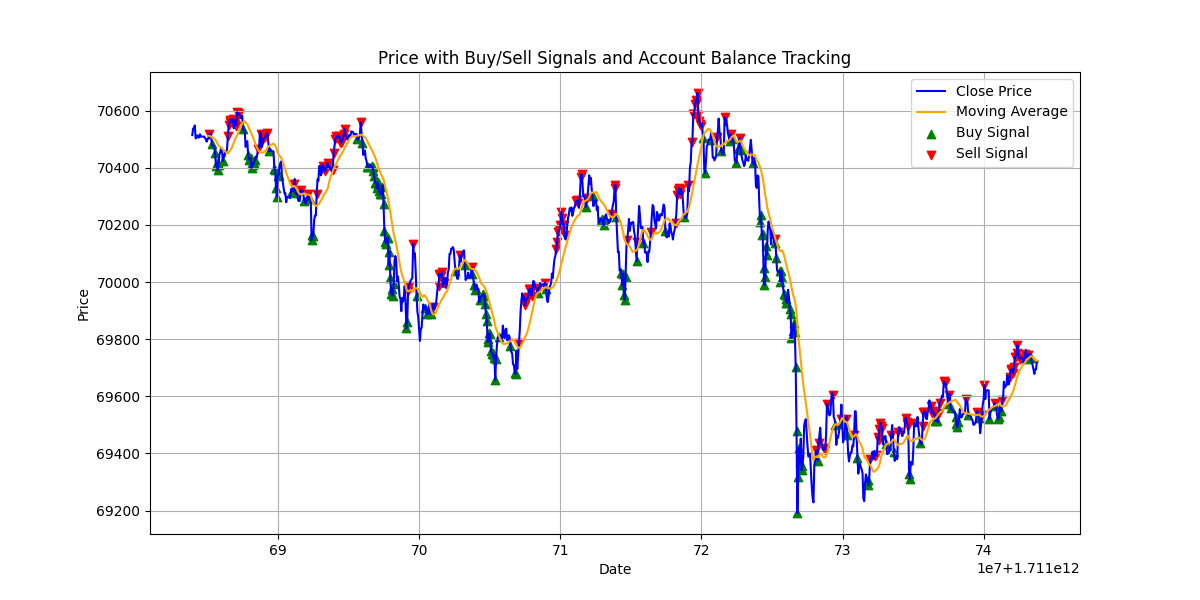 Price with Buy/Sell Signals and Account Balance Tracking
Close Price
Moving Average
Buy Signal
Sell Signal
70600
70400
70200
70000
69800
69600
69400
69200
Price
69 70 71 72 73 74
1e7+1.711e12
Date